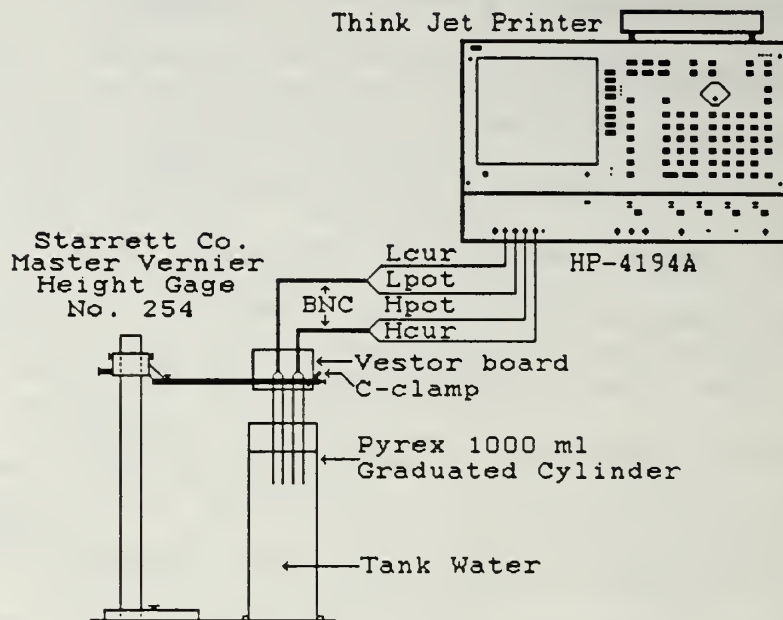 Think Jet Printer
HP-4194A
Starrett Co.
Master Vernier
Height Gage
No. 254
Lcur
Lpot
BNC
Hpot
Hcur
Vestor board
C-clamp
Pyrex 1000 ml
Graduated Cylinder
Tank Water